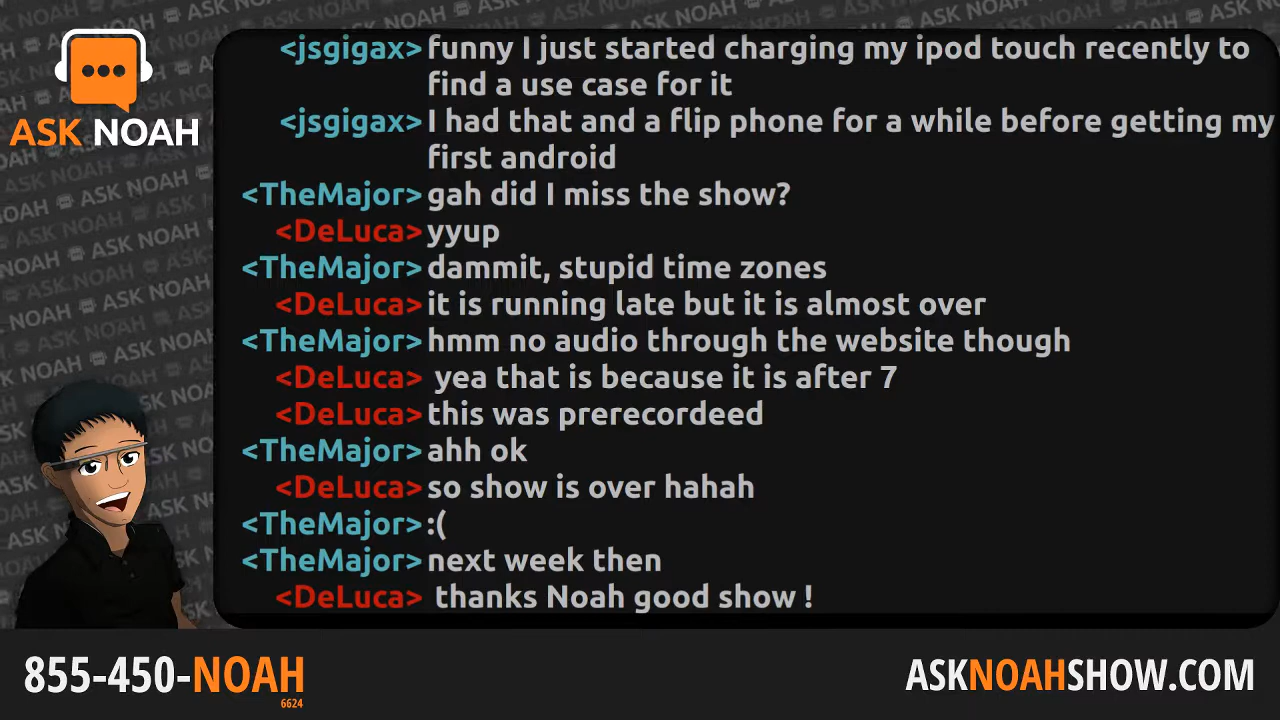 ASK NOAH
<jsgigax> funny I just started charging my ipod touch recently to
find a use case for it
<jsgigax> I had that and a flip phone for a while before getting my
first android
<TheMajor> gah did I miss the show?
<DeLuca> yyup
<TheMajor> dammit, stupid time zones
<DeLuca> it is running late but it is almost over
<TheMajor> hmm no audio through the website though
<DeLuca> yea that is because it is after 7
<DeLuca> this was prerecordeed
<TheMajor> ahh ok
<DeLuca> so show is over hahah
<TheMajor> :(
<TheMajor> next week then
<DeLuca> thanks Noah good show !
855-450-NOAH
6624
ASKNOAHSHOW.COM